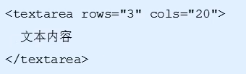 <textarea rows="3" cols="20">
文本内容
</textarea>